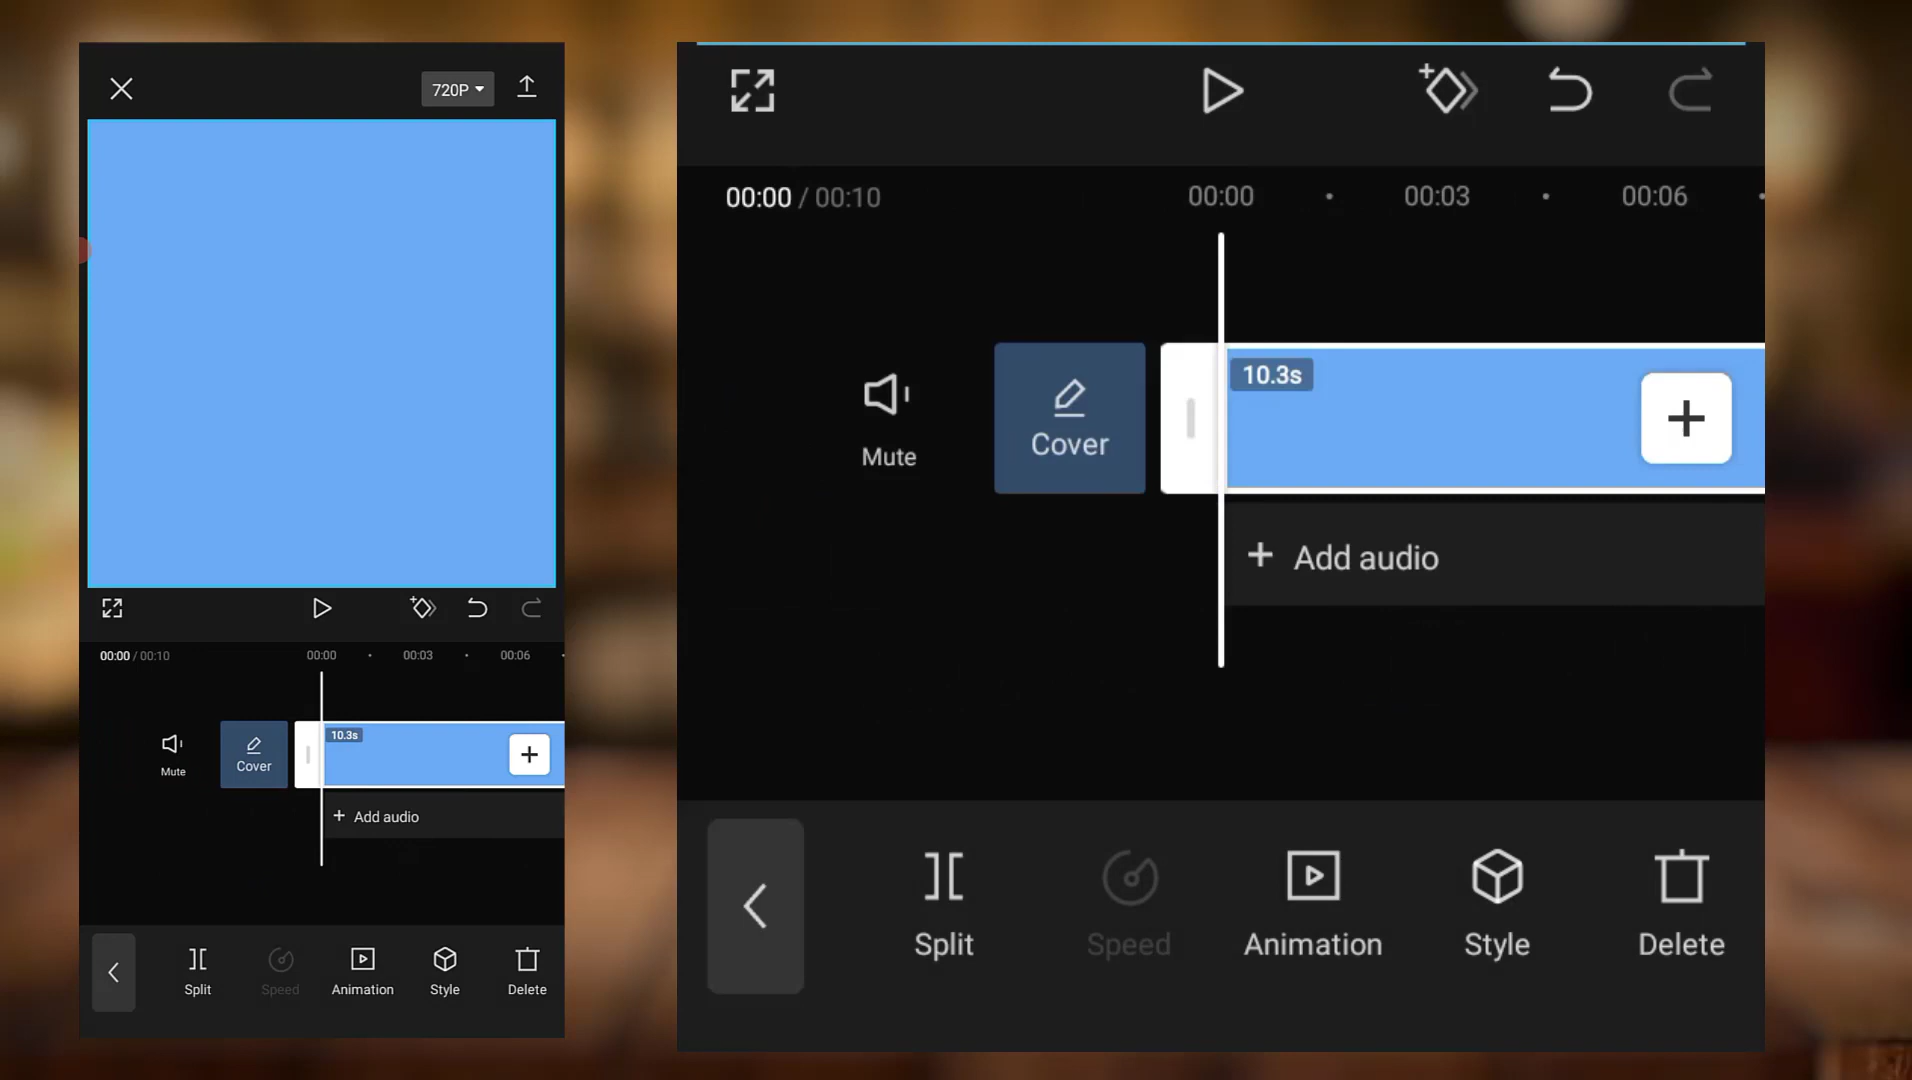 720P
00:00 / 00:10
00:00
00:03
00:06
10.3s
Mute
Cover
Add audio
Split
Speed
Animation
Style
Delete
00:00 / 00:10
00:00
00:03
00:06
10.3s
Cover
Mute
Add audio
Split
Speed
Animation
Style
Delete